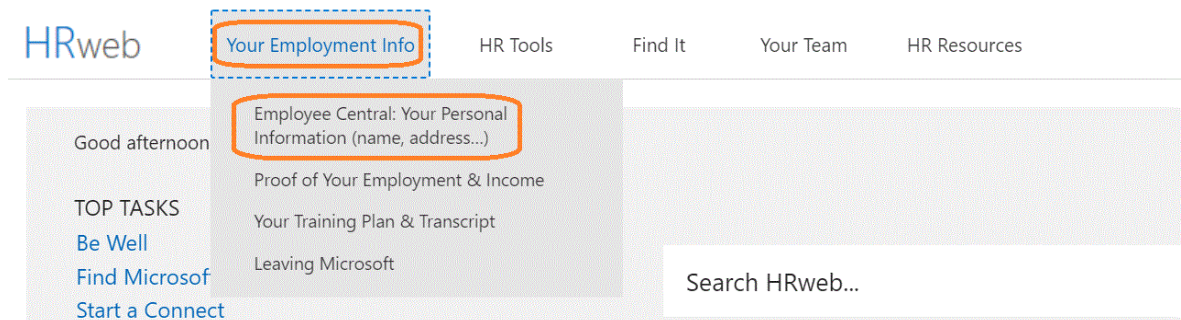 HRweb
Your Employment Info
HR Tools
Find It
Your Team
HR Resources
Employee Central: Your Personal
Information (name, address...)
Proof of Your Employment & Income
Your Training Plan & Transcript
Leaving Microsoft
Good afternoon
TOP TASKS
Be Well
Find Microsof
Start a Connect
Search HRweb...